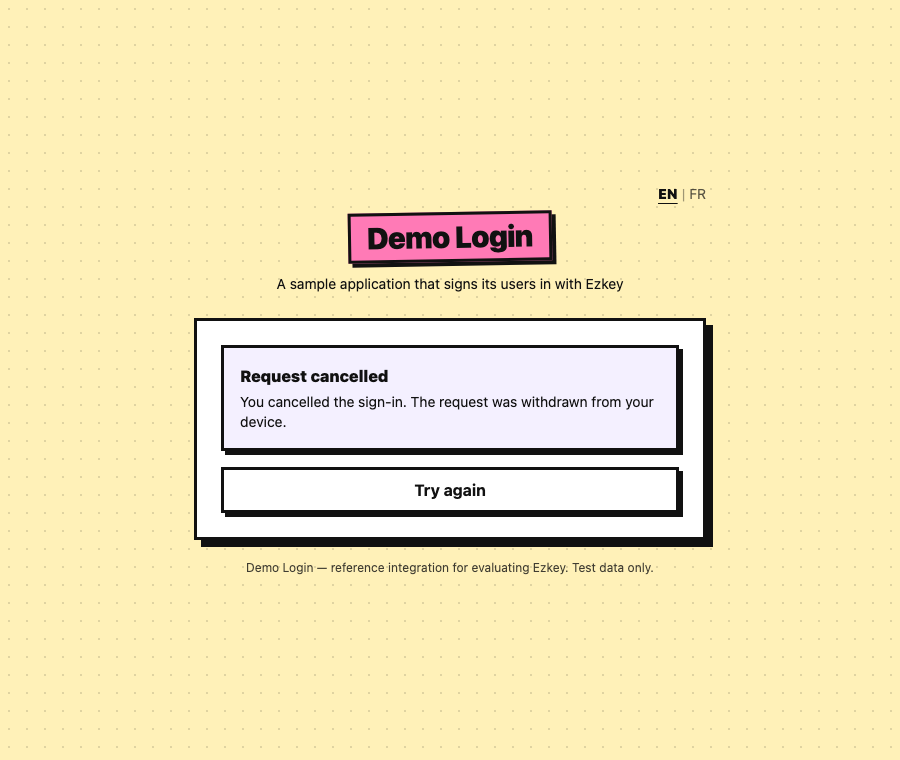 EN | FR
Demo Login
A sample application that signs its users in with Ezkey
Request cancelled
You cancelled the sign-in. The request was withdrawn from your
device.
Try again
Demo Login — reference integration for evaluating Ezkey. Test data only.